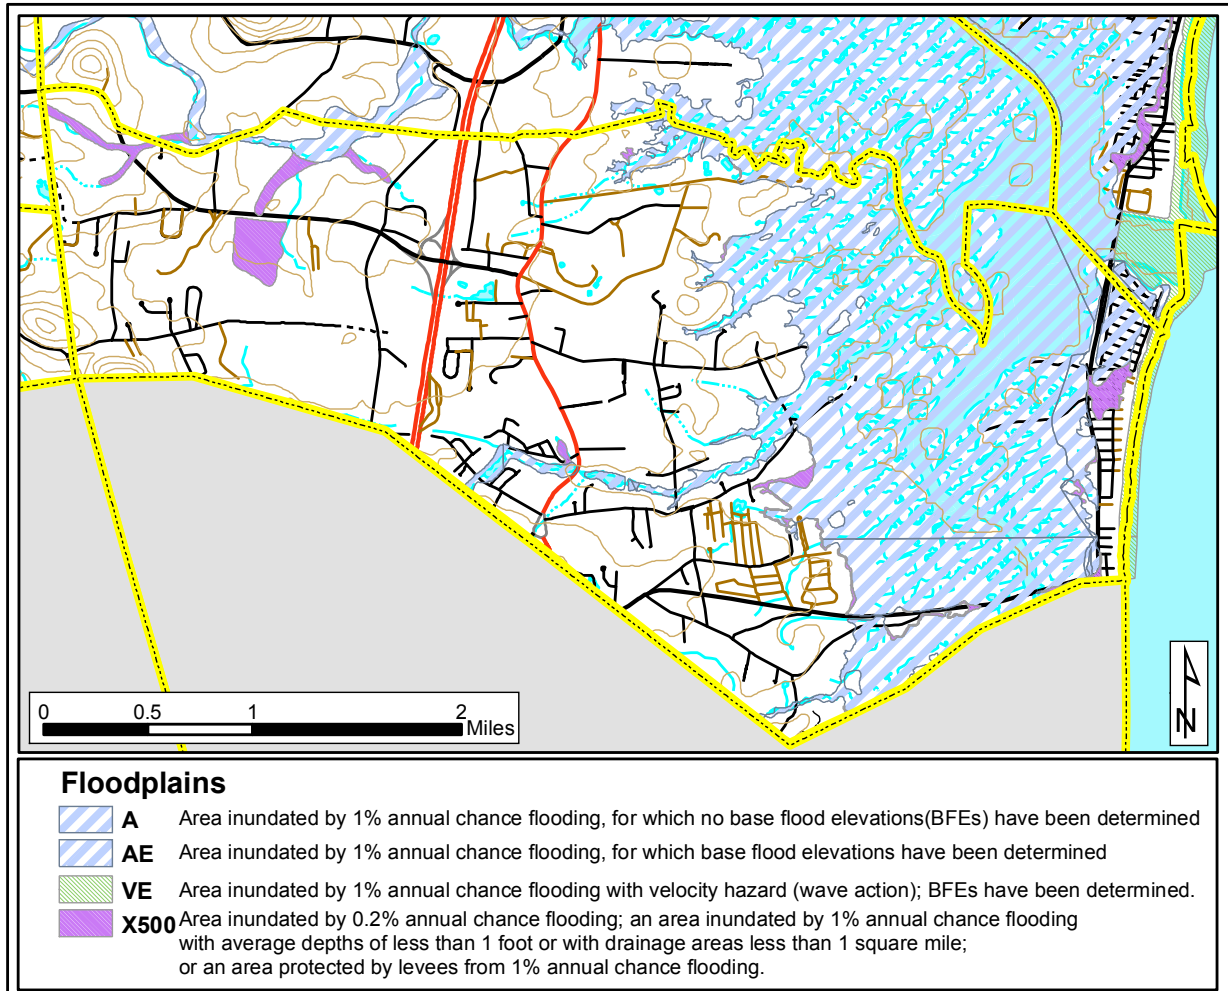 0 0.5 1 2
Miles
N
Floodplains
A Area inundated by 1% annual chance flooding, for which no base flood elevations(BFEs) have been determined
AE Area inundated by 1% annual chance flooding, for which base flood elevations have been determined
VE Area inundated by 1% annual chance flooding with velocity hazard (wave action); BFEs have been determined.
X500 Area inundated by 0.2% annual chance flooding; an area inundated by 1% annual chance flooding
with average depths of less than 1 foot or with drainage areas less than 1 square mile;
or an area protected by levees from 1% annual chance flooding.